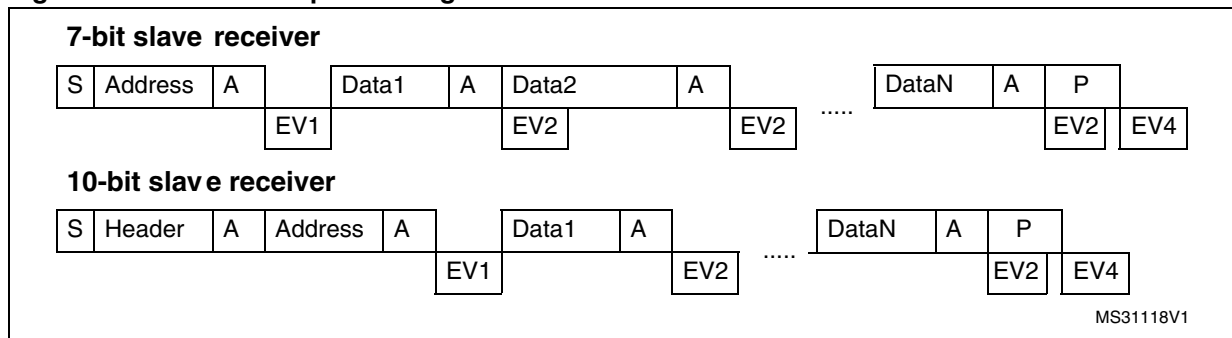 7-bit slave receiver
S Address A Data1 A Data2 A ..... DataN A P
EV1 EV2 EV2 EV2 EV4
10-bit slave receiver
S Header A Address A Data1 A ..... DataN A P
EV1 EV2 EV2 EV4
MS31118V1